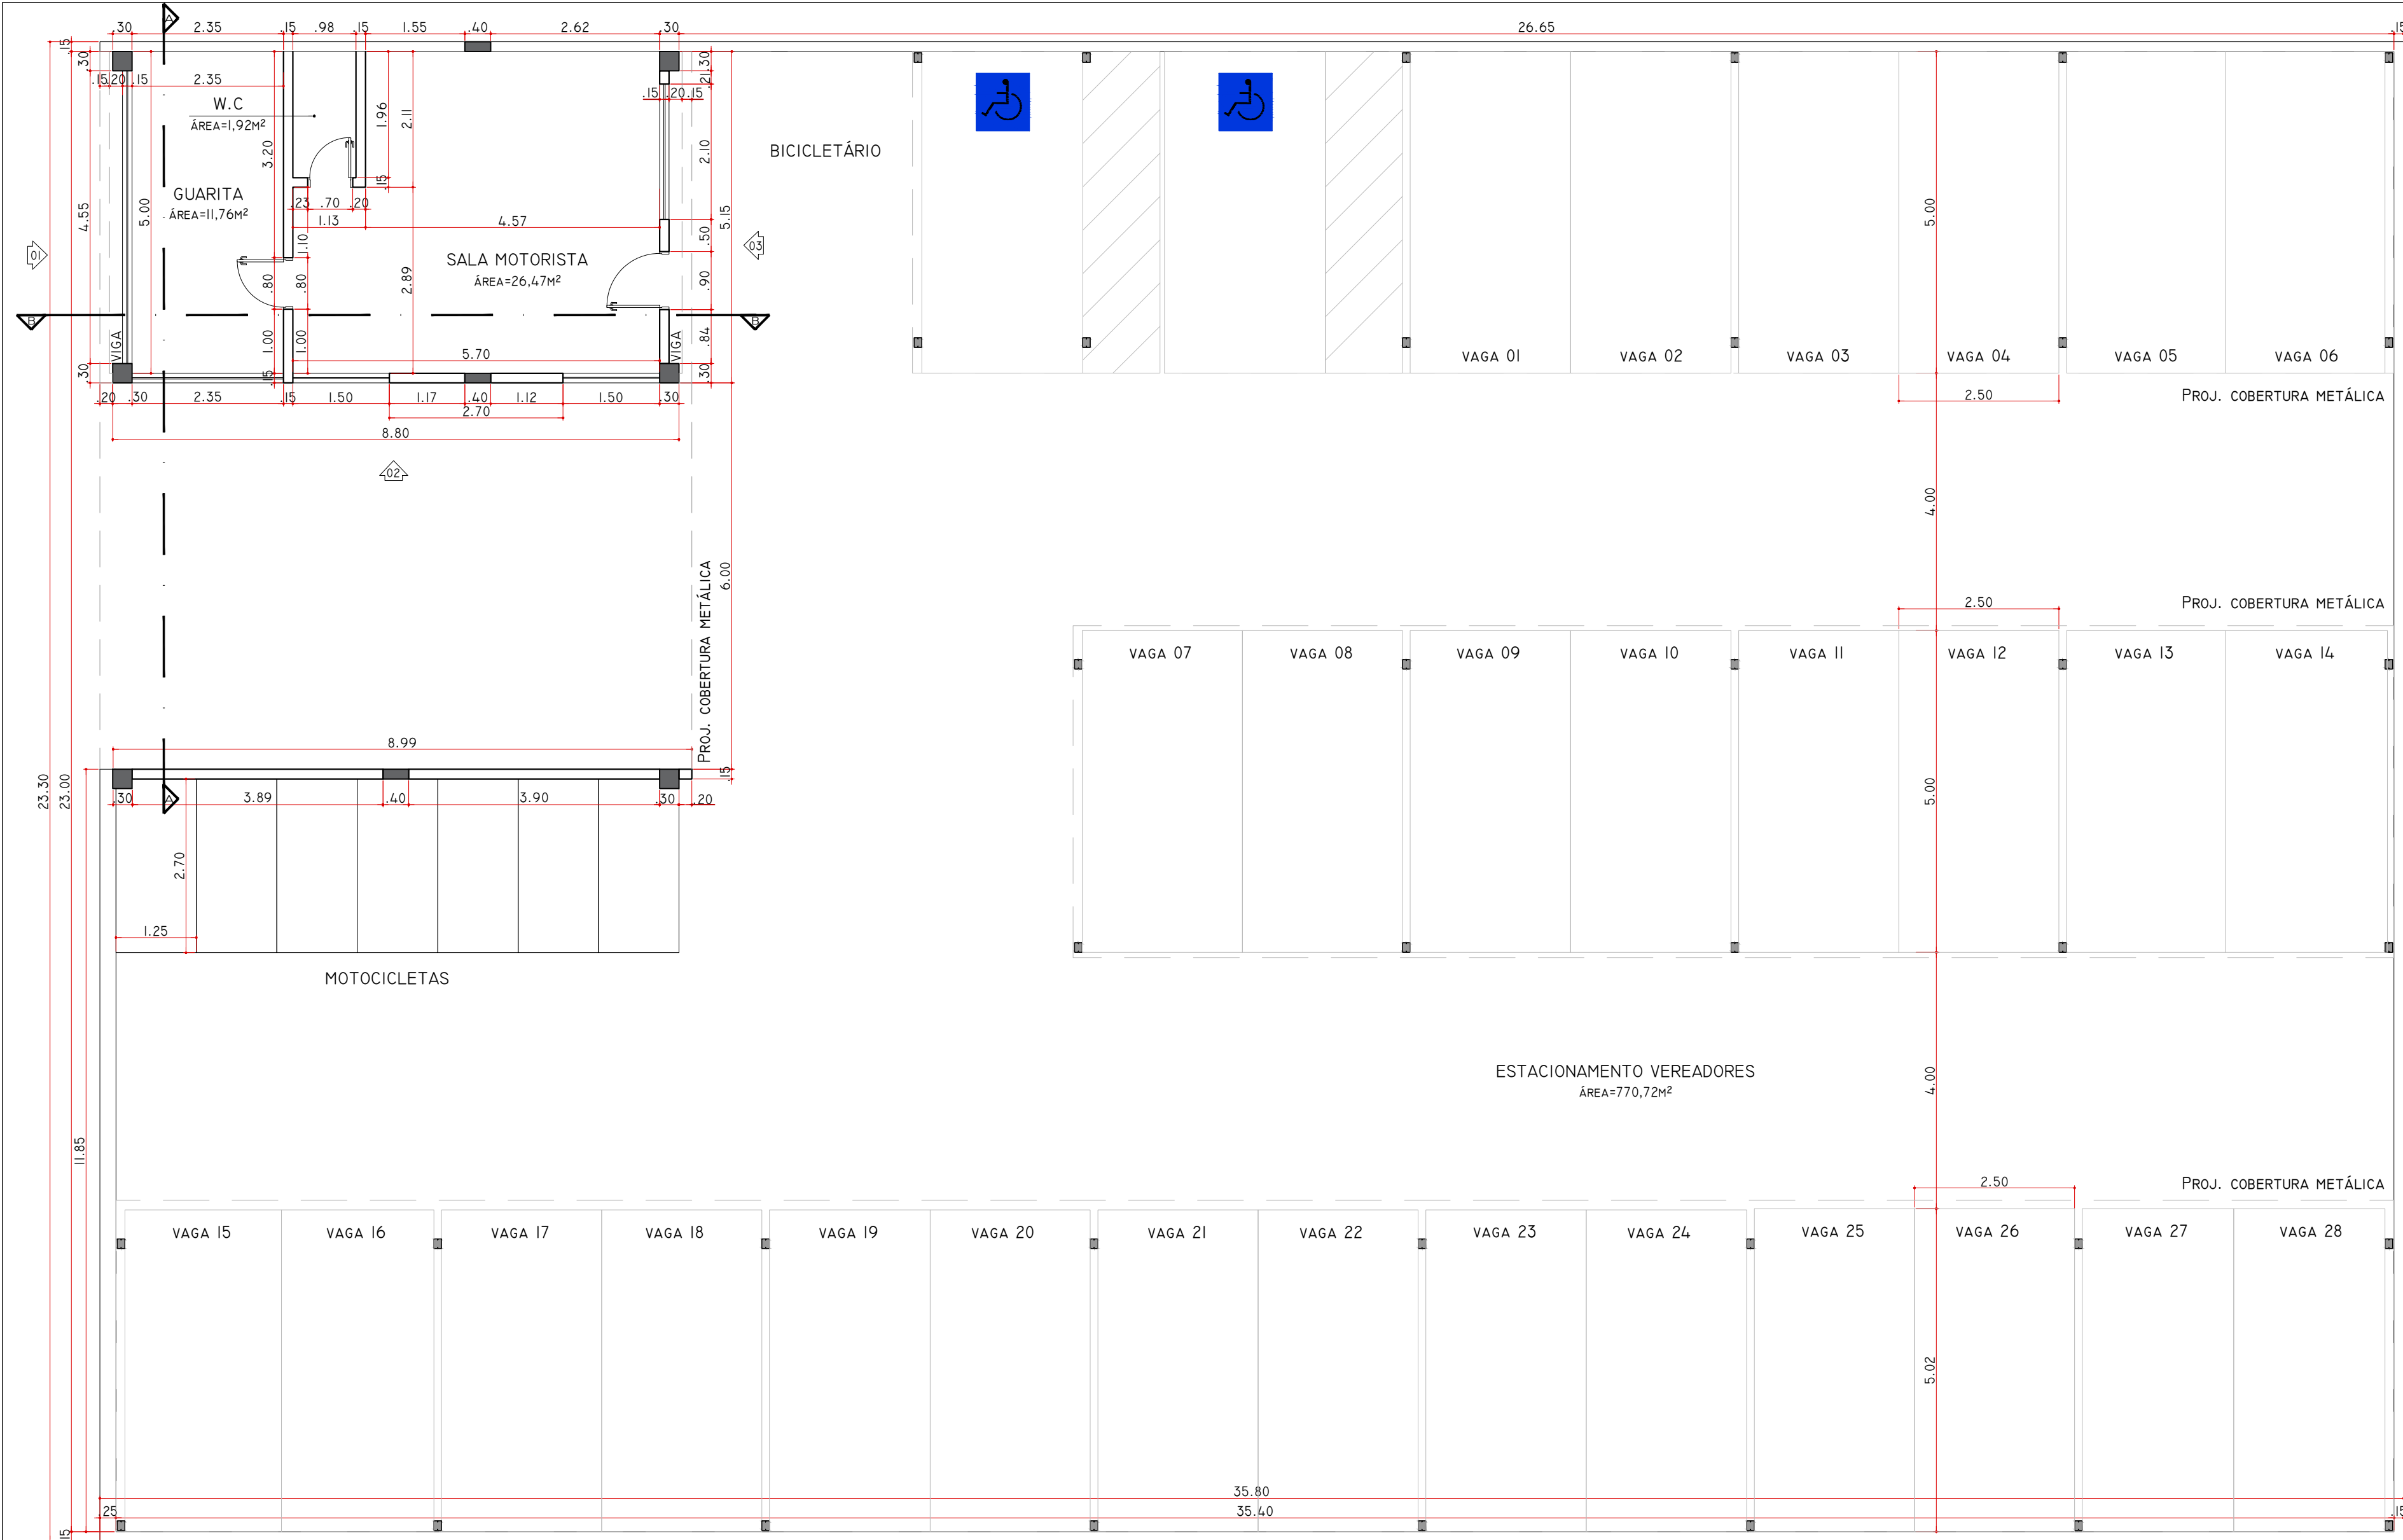 A
.30 2.35 .15 .98 .15 1.55 .40 2.62 .30 26.65 .15
.15
.30
.15 .20 .15 2.35
W.C
ÁREA=1,92M²
1.96
2.11
.30
.21
.15 .20 .15
2.10
BICICLETÁRIO
3.20
GUARITA
ÁREA=11,76M²
5.00
4.55
.15
.23 .70 .20
1.13 4.57
5.15
5.00
.50
1.10
01
03
SALA MOTORISTA
ÁREA=26,47M²
.80
.80
2.89
.90
B
B
VIGA
1.00
1.00
.84
VIGA
5.70
VAGA 01
VAGA 02
VAGA 03
VAGA 04
VAGA 05
VAGA 06
.30
.15
.30
.20 .30 2.35 .15 1.50 1.17 .40 1.12 1.50 .30
2.50
PROJ. COBERTURA METÁLICA
2.70
8.80
02
4.00
6.00
PROJ. COBERTURA METÁLICA
2.50
PROJ. COBERTURA METÁLICA
VAGA 07
VAGA 08
VAGA 09
VAGA 10
VAGA 11
VAGA 12
VAGA 13
VAGA 14
8.99
.15
23.30
23.00
A
.30 3.89 .40 3.90 .30 .20
5.00
2.70
1.25
MOTOCICLETAS
ESTACIONAMENTO VEREADORES
ÁREA=770,72M²
4.00
11.85
2.50
PROJ. COBERTURA METÁLICA
VAGA 15
VAGA 16
VAGA 17
VAGA 18
VAGA 19
VAGA 20
VAGA 21
VAGA 22
VAGA 23
VAGA 24
VAGA 25
VAGA 26
VAGA 27
VAGA 28
5.02
35.80
.25 35.40 .15
.15